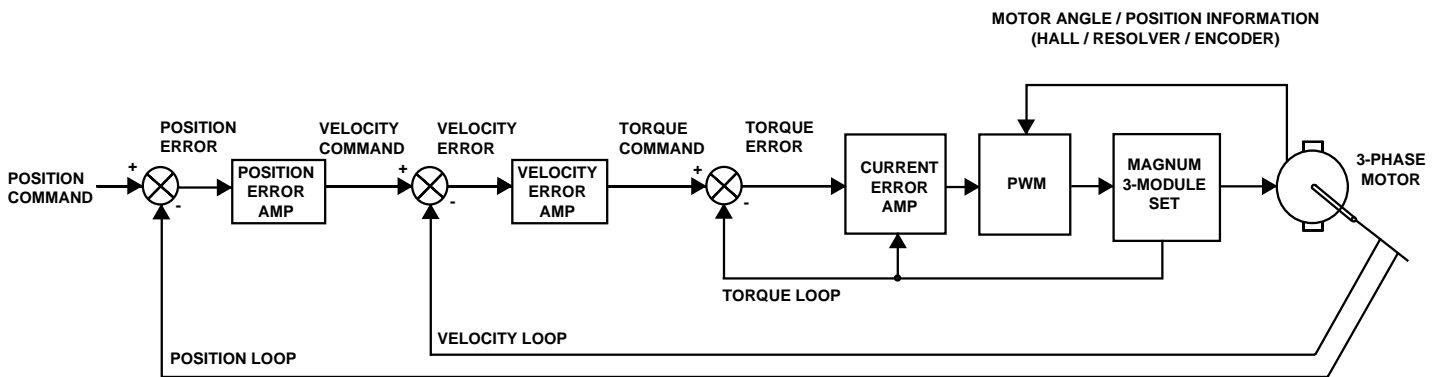 MOTOR ANGLE / POSITION INFORMATION
(HALL / RESOLVER / ENCODER)
POSITION
COMMAND
+
-
POSITION
ERROR
POSITION
ERROR
AMP
VELOCITY
COMMAND
+
-
VELOCITY
ERROR
VELOCITY
ERROR
AMP
TORQUE
COMMAND
+
-
TORQUE
ERROR
CURRENT
ERROR
AMP
PWM
MAGNUM
3-MODULE
SET
3-PHASE
MOTOR
TORQUE LOOP
VELOCITY LOOP
POSITION LOOP